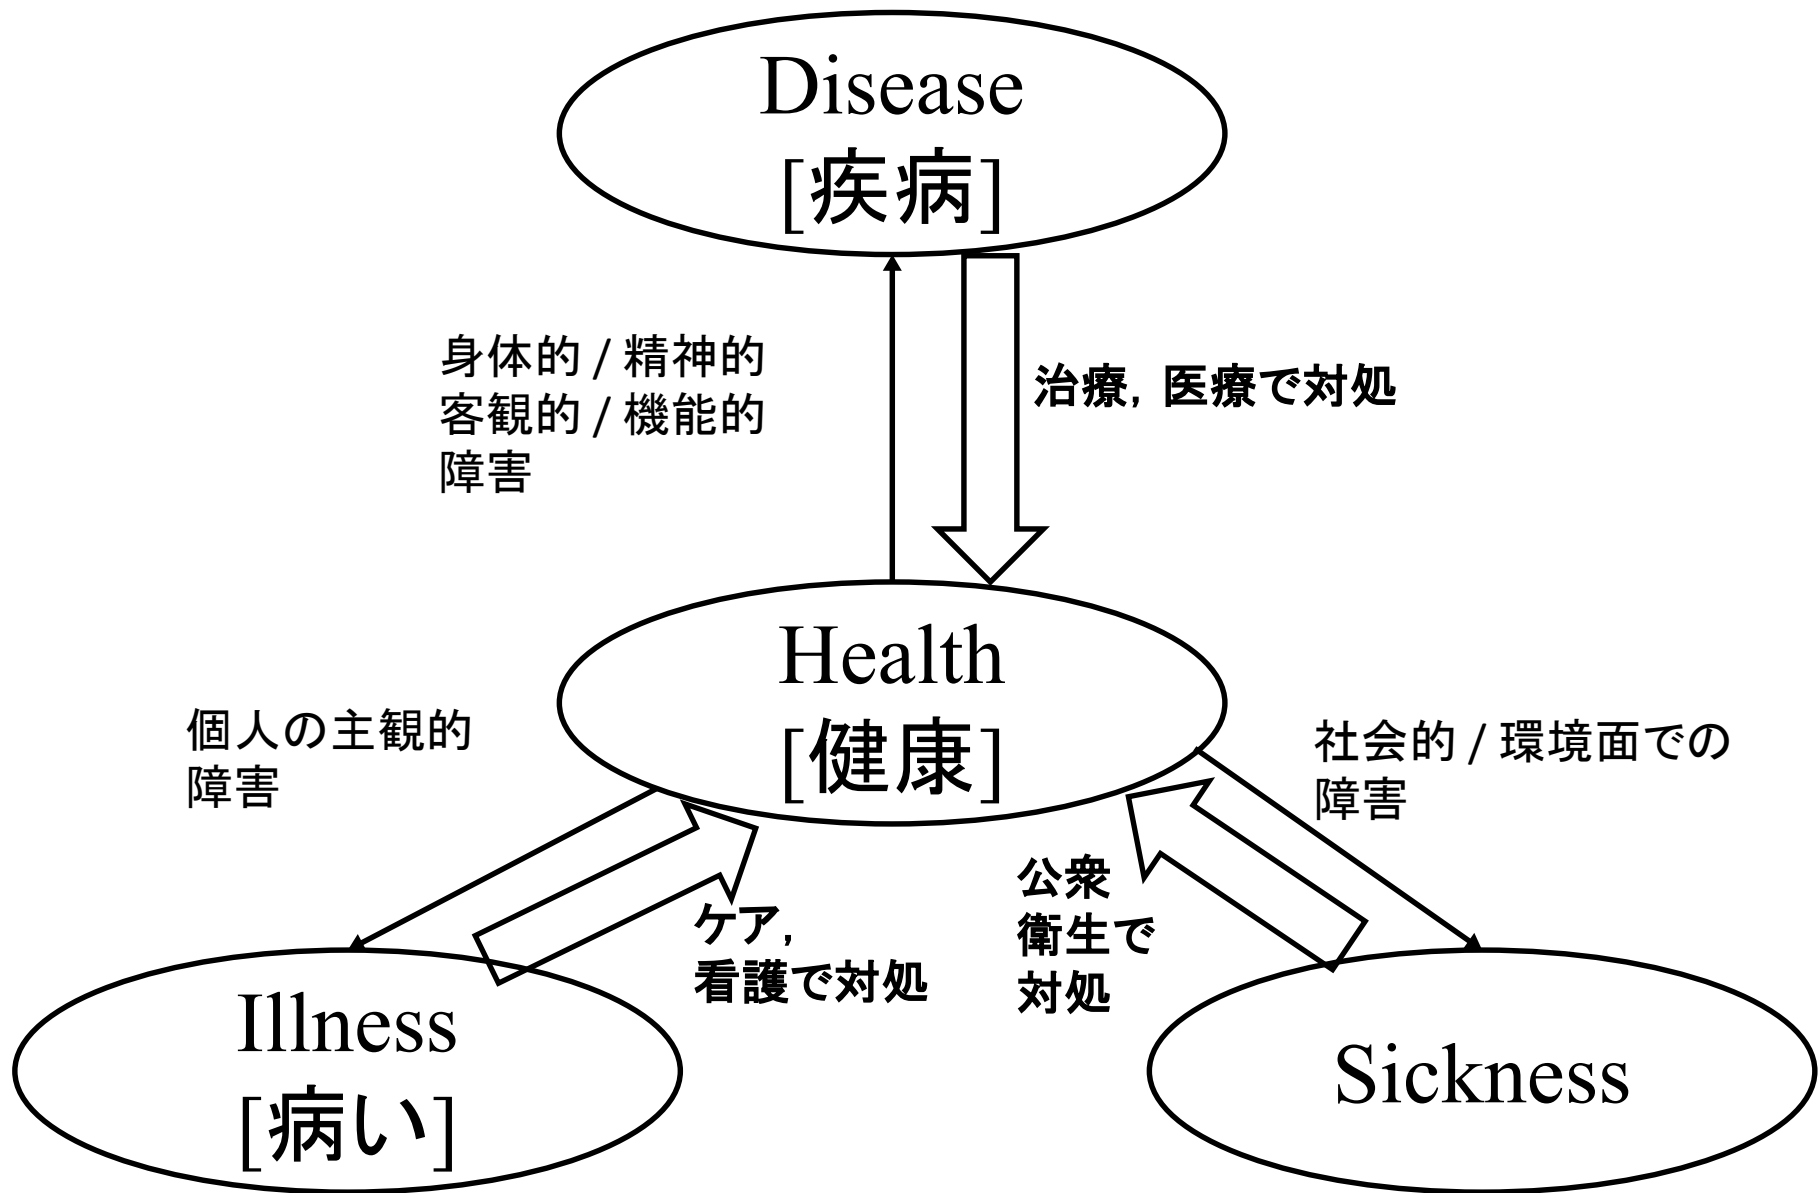 Disease
[疾病]
身体的 / 精神的
客観的 / 機能的
障害
治療，医療で対処
Health
[健康]
個人の主観的
障害
社会的 / 環境面での
障害
ケア，
看護で対処
公衆
衛生で
対処
Illness
[病い]
Sickness